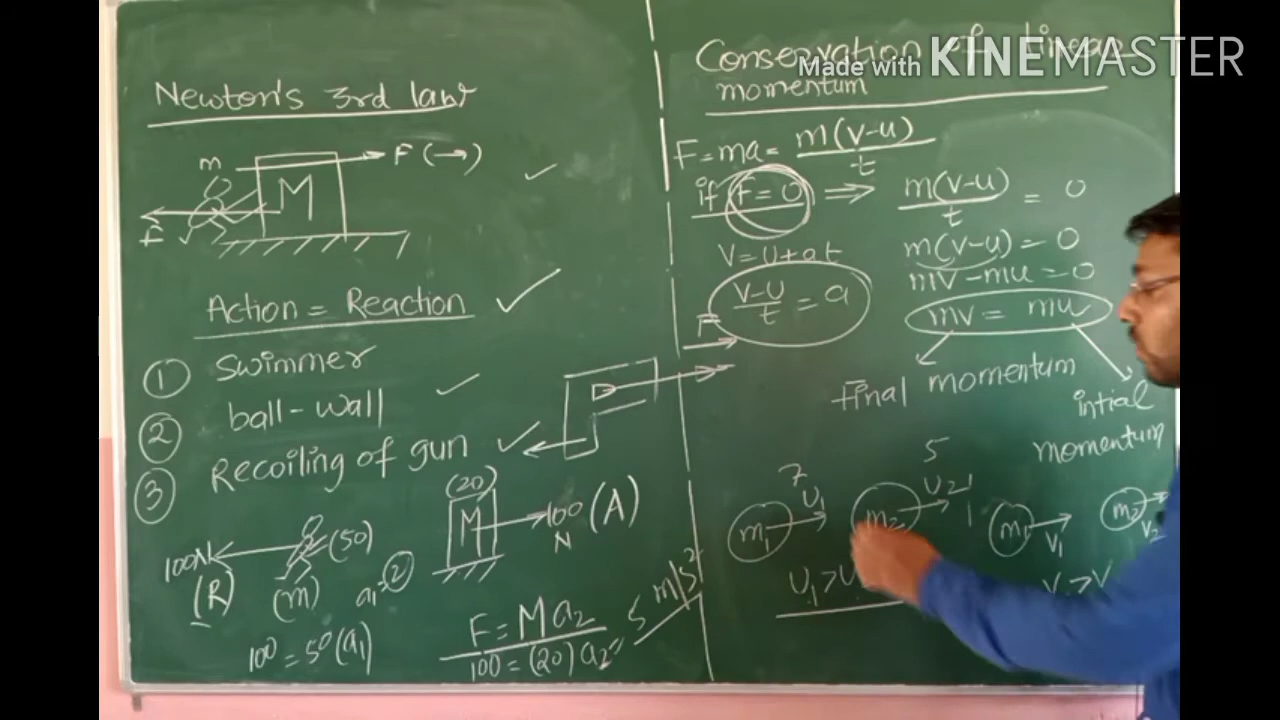 Newton's 3rd law
m
F (→)
M
F
Action = Reaction
① Swimmer
② ball - wall
③ Recoiling of gun
(20)
M
100 N (A)
100N
(50)
(R)
(m)
a₁=②
100 = 50 (a₁)
F = M a₂
100 = (20) a₂ = 5 m/s²
Made with KINEMASTER
Conservation of linear
momentum
F = ma = m(v-u)/t
if F = 0 ⇒ m(v-u)/t = 0
V = u + at
m(v-u) = 0
v-u/t = a
mv - mu = 0
mv = mu
F
Final momentum
intial
momentum
7
5
m₁ U₁
m₂ U₂
m₁ V₁
m₂ V₂
U₁ > U
V > V